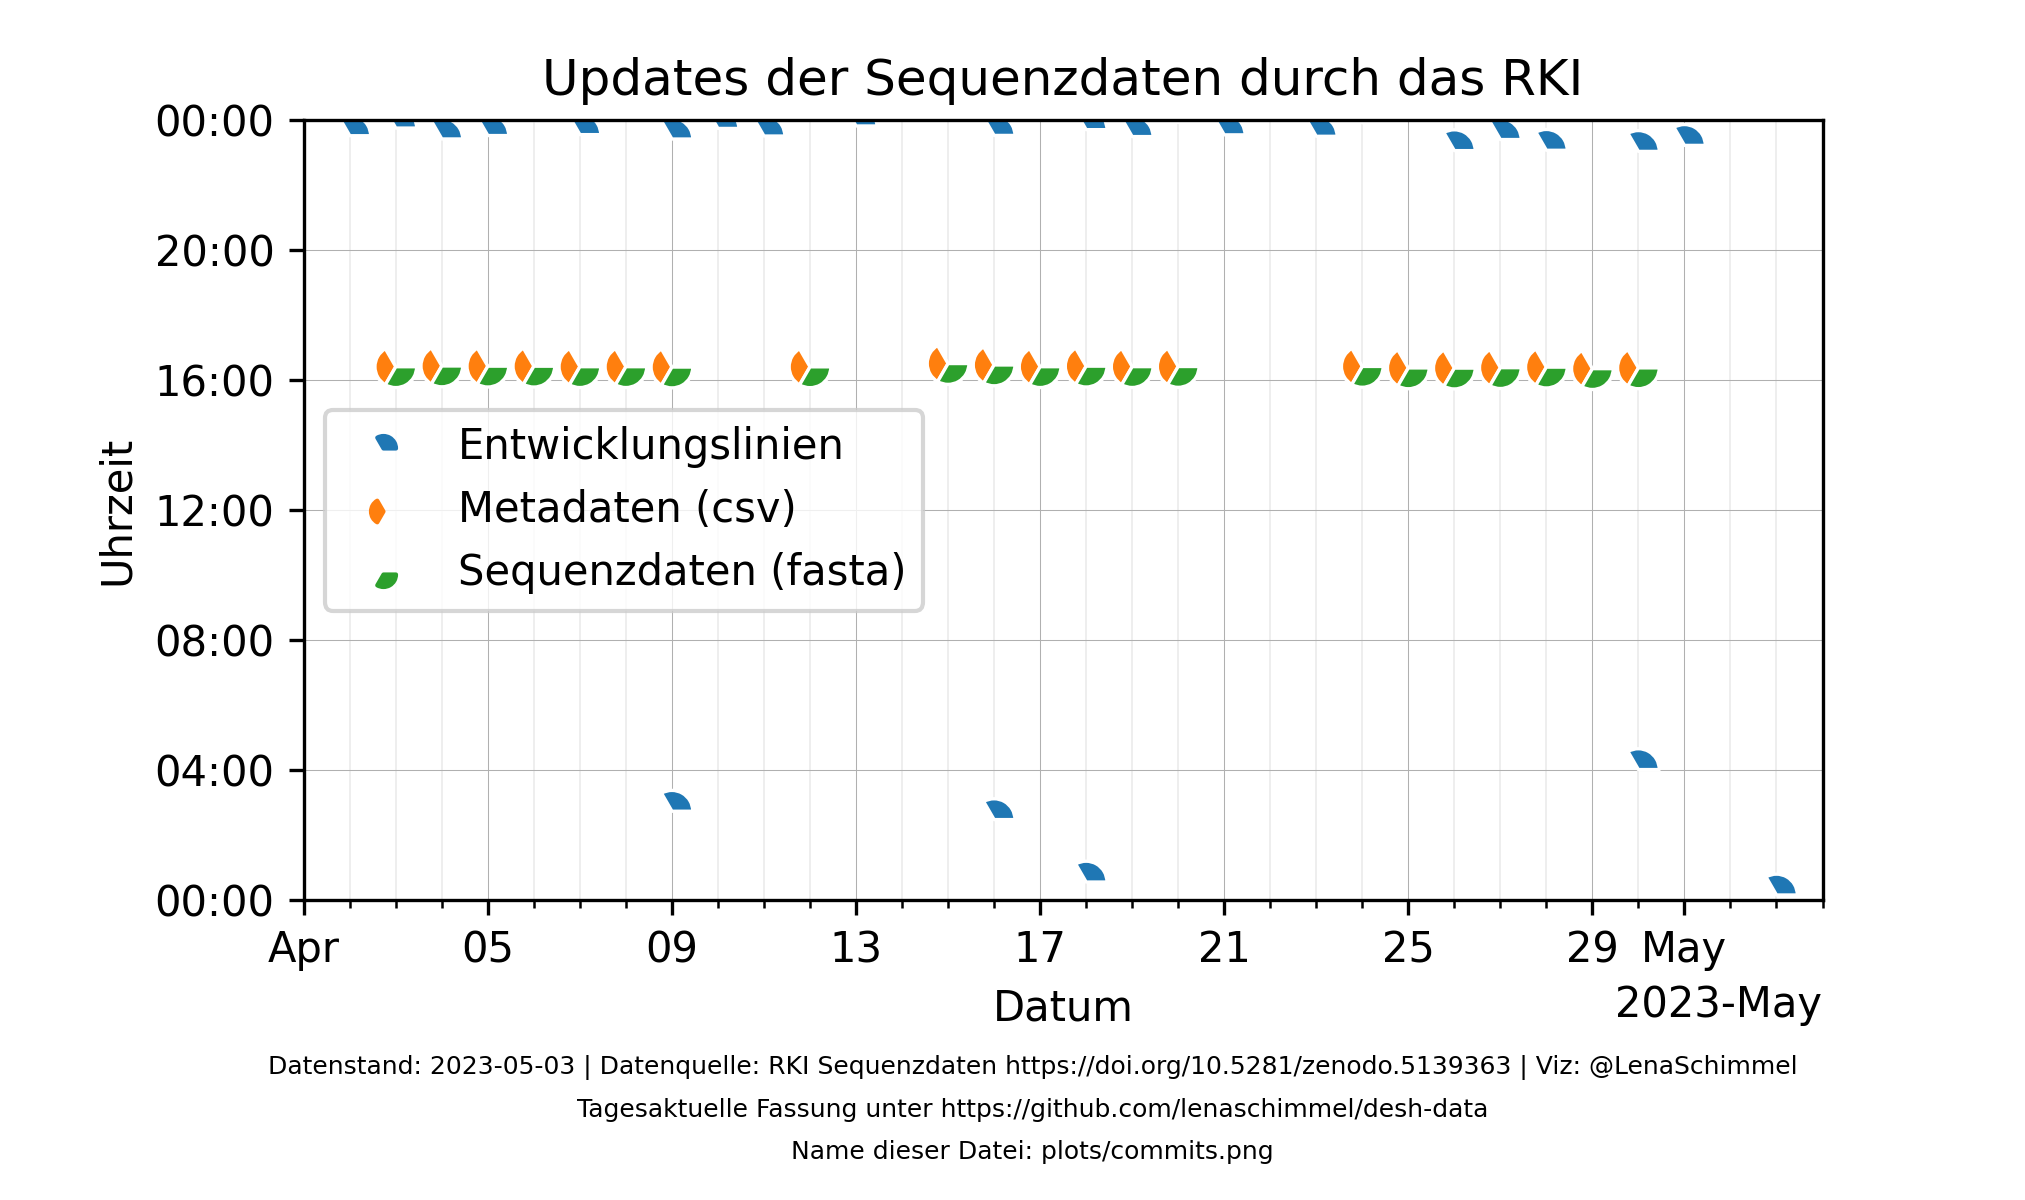 Updates der Sequenzdaten durch das RKI
00:00
20:00
16:00
12:00
08:00
04:00
00:00
Uhrzeit
Entwicklungslinien
Metadaten (csv)
Sequenzdaten (fasta)
Apr 05 09 13 17 21 25 29 May
Datum
2023-May
Datenstand: 2023-05-03 | Datenquelle: RKI Sequenzdaten https://doi.org/10.5281/zenodo.5139363 | Viz: @LenaSchimmel
Tagesaktuelle Fassung unter https://github.com/lenaschimmel/desh-data
Name dieser Datei: plots/commits.png